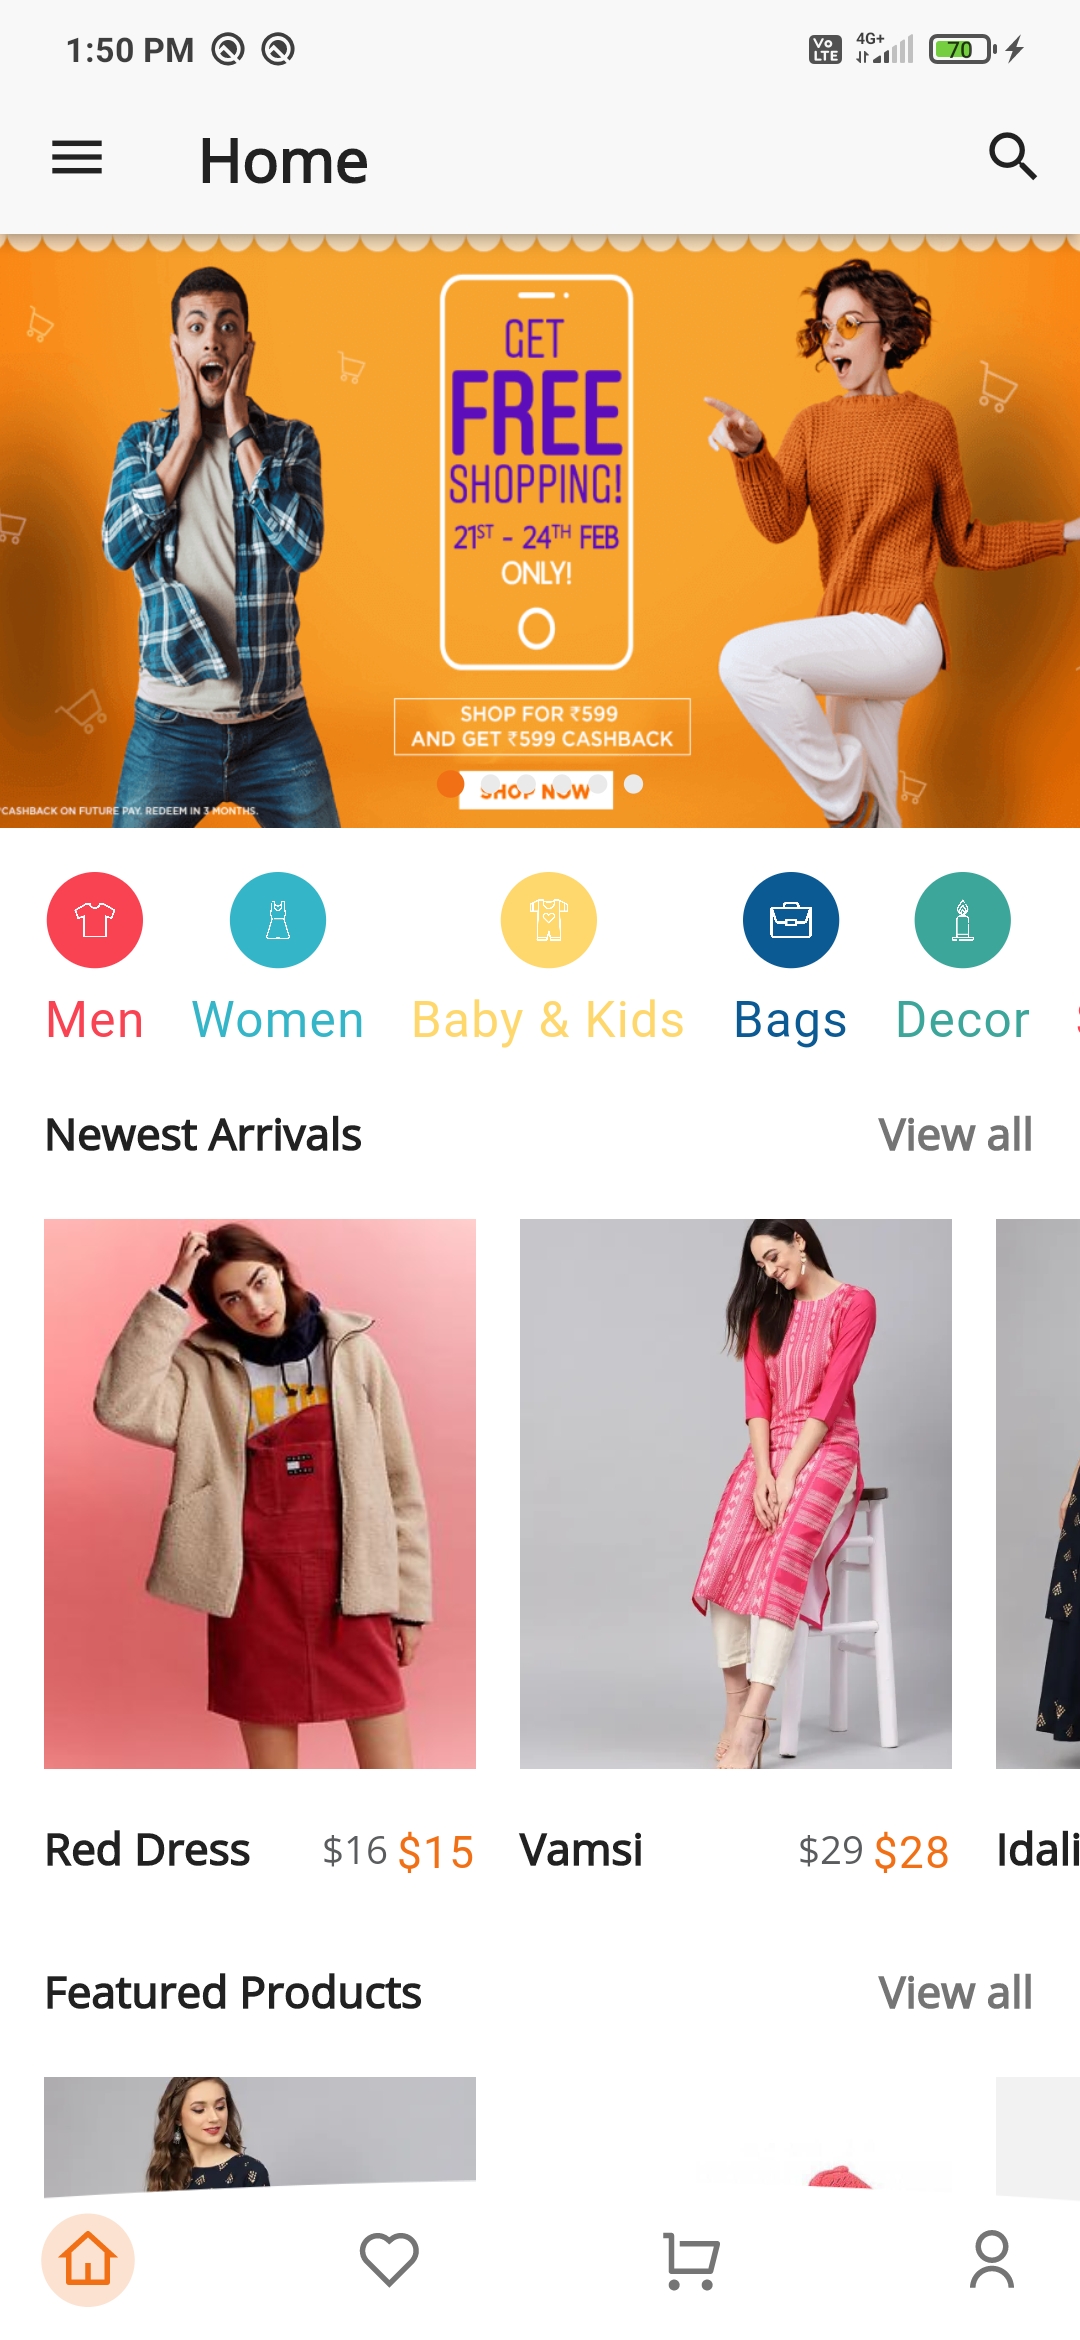 1:50 PM
Vo LTE 4G+ 70
Home
GET
FREE
SHOPPING!
21ST - 24TH FEB
ONLY!
SHOP FOR ₹599
AND GET ₹599 CASHBACK
SHOP NOW
*CASHBACK ON FUTURE PAY. REDEEM IN 3 MONTHS.
Men Women Baby & Kids Bags Decor
Newest Arrivals View all
Red Dress $16 $15 Vamsi $29 $28 Idali
Featured Products View all